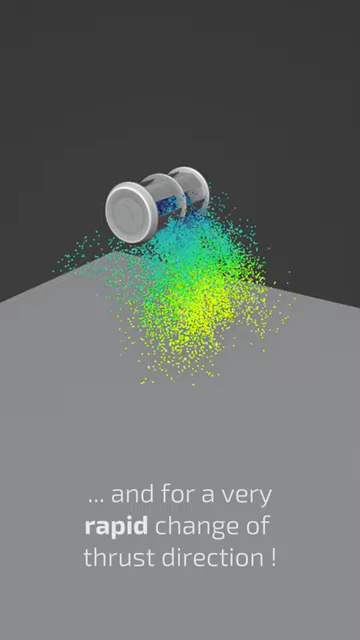 ... and for a very
rapid change of
thrust direction !